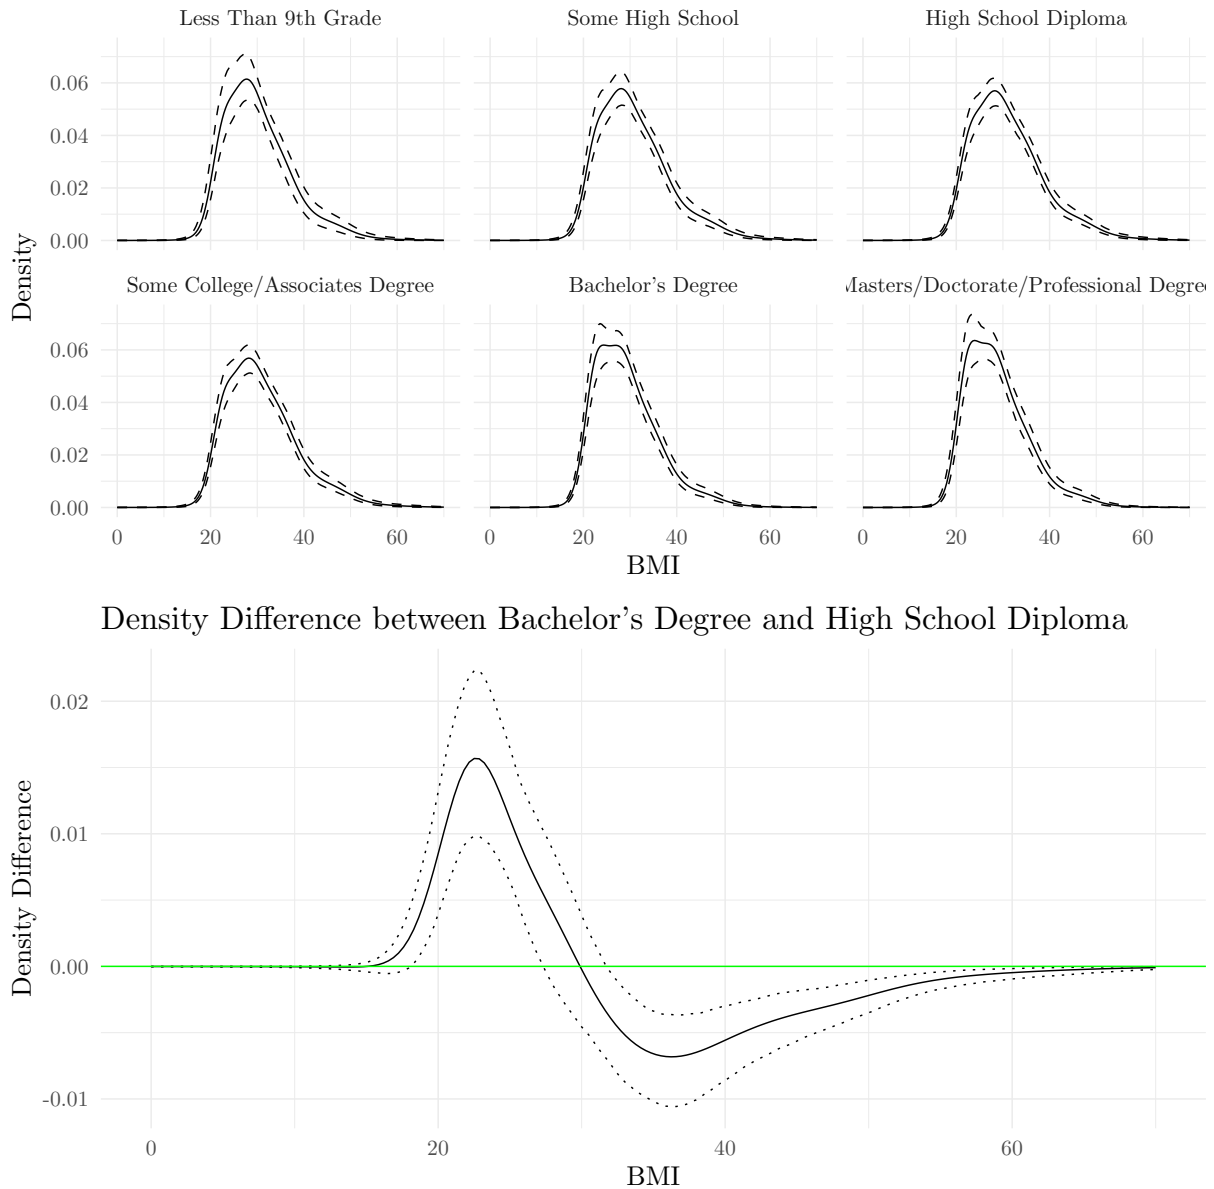 Less Than 9th Grade
Some High School
High School Diploma
0.06
0.04
0.02
0.00
Density
Some College/Associates Degree
Bachelor's Degree
Masters/Doctorate/Professional Degre
0.06
0.04
0.02
0.00
0 20 40 60 0 20 40 60 0 20 40 60
BMI
Density Difference between Bachelor's Degree and High School Diploma
0.02
0.01
0.00
-0.01
Density Difference
0 20 40 60
BMI